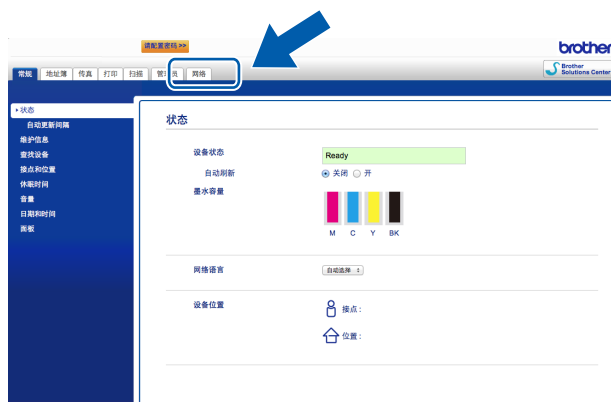 请配置密码 >>
brother
常规 地址簿 传真 打印 扫描 管理员 网络
Brother
Solutions Center
状态
自动更新间隔
维护信息
查找设备
接点和位置
休眠时间
音量
日期和时间
面板
状态
设备状态 Ready
自动刷新 关闭 开
墨水容量
M C Y BK
网络语言 自动选择
设备位置 接点:
位置: